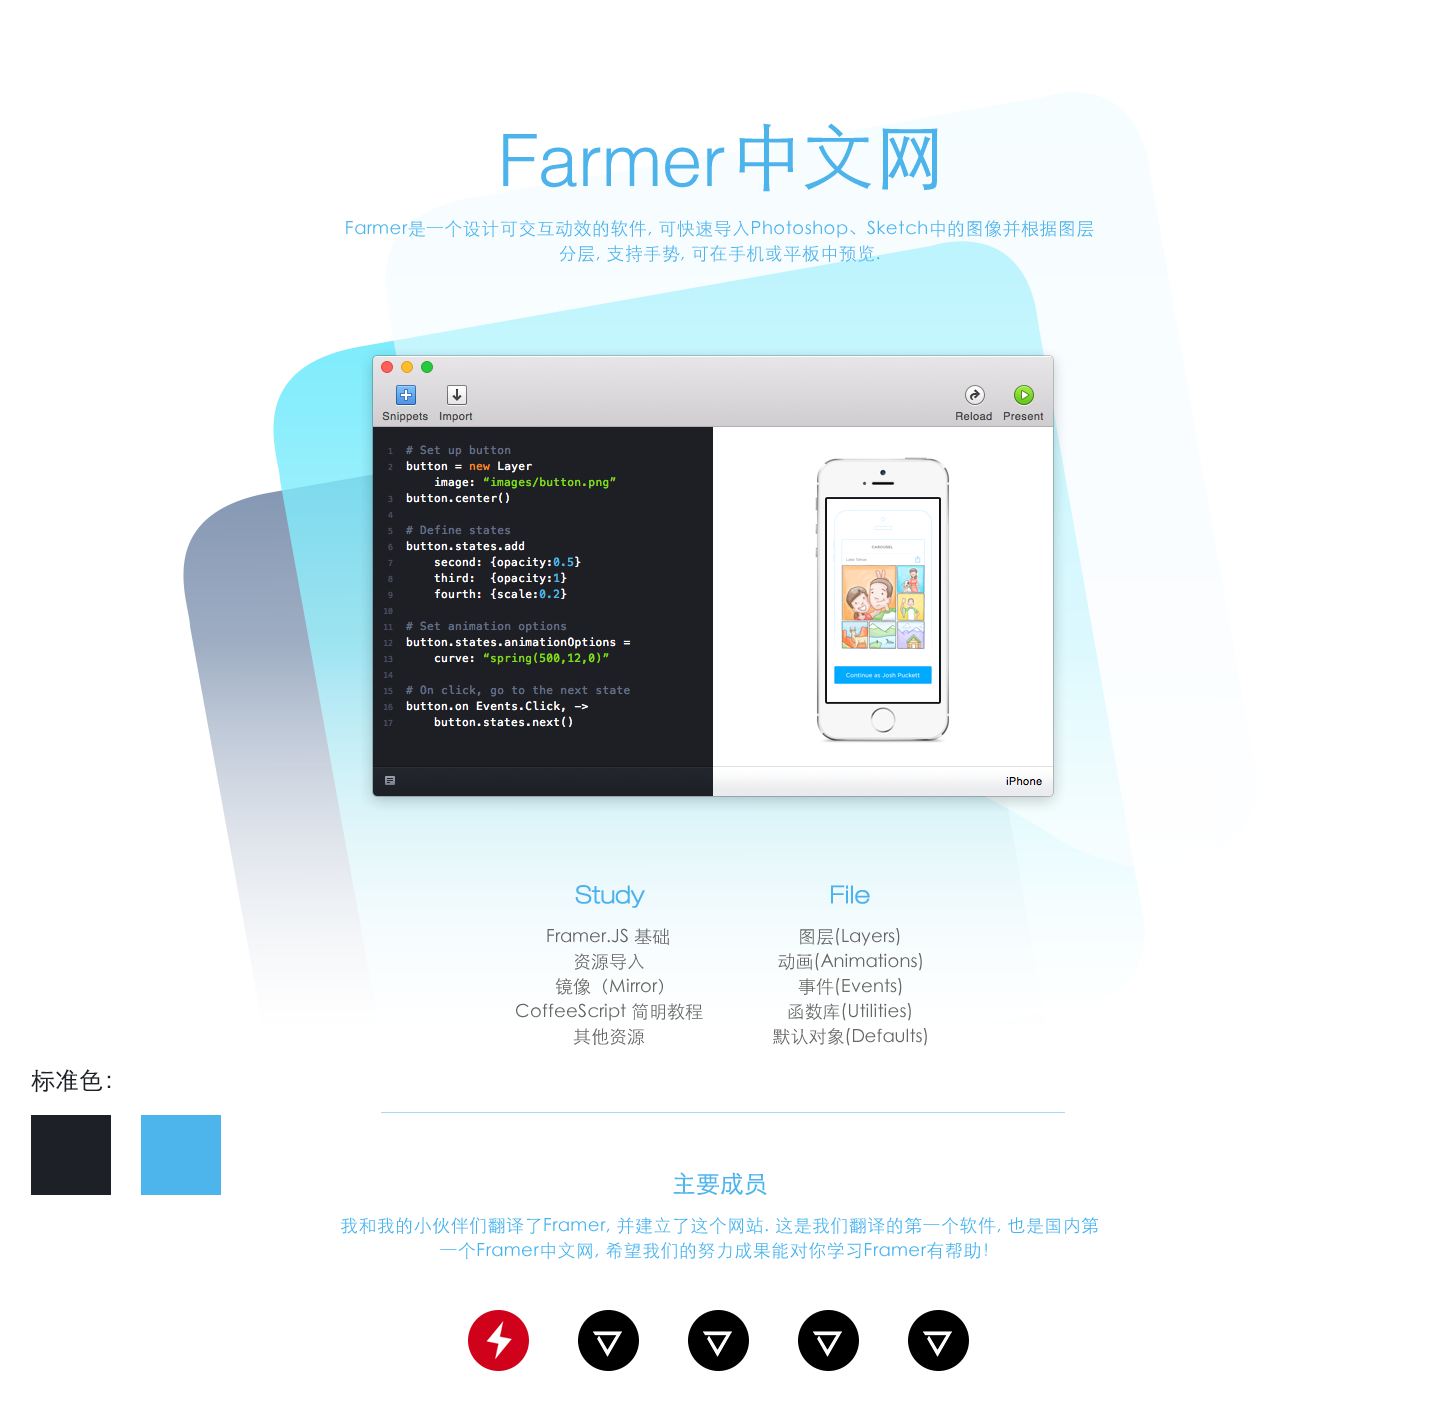 Farmer中文网
Farmer是一个设计可交互动效的软件, 可快速导入Photoshop、Sketch中的图像并根据图层
分层, 支持手势, 可在手机或平板中预览.
Snippets Import Reload Present
1 # Set up button
2 button = new Layer
image: “images/button.png”
3 button.center()
4
5 # Define states
6 button.states.add
7 second: {opacity:0.5}
8 third: {opacity:1}
9 fourth: {scale:0.2}
10
11 # Set animation options
12 button.states.animationOptions =
13 curve: “spring(500,12,0)”
14
15 # On click, go to the next state
16 button.on Events.Click, ->
17 button.states.next()
CAROUSEL
Continue as Josh Puckett
iPhone
Study
Framer.JS 基础
资源导入
镜像（Mirror）
CoffeeScript 简明教程
其他资源
File
图层(Layers)
动画(Animations)
事件(Events)
函数库(Utilities)
默认对象(Defaults)
标准色:
主要成员
我和我的小伙伴们翻译了Framer, 并建立了这个网站. 这是我们翻译的第一个软件, 也是国内第
一个Framer中文网, 希望我们的努力成果能对你学习Framer有帮助!